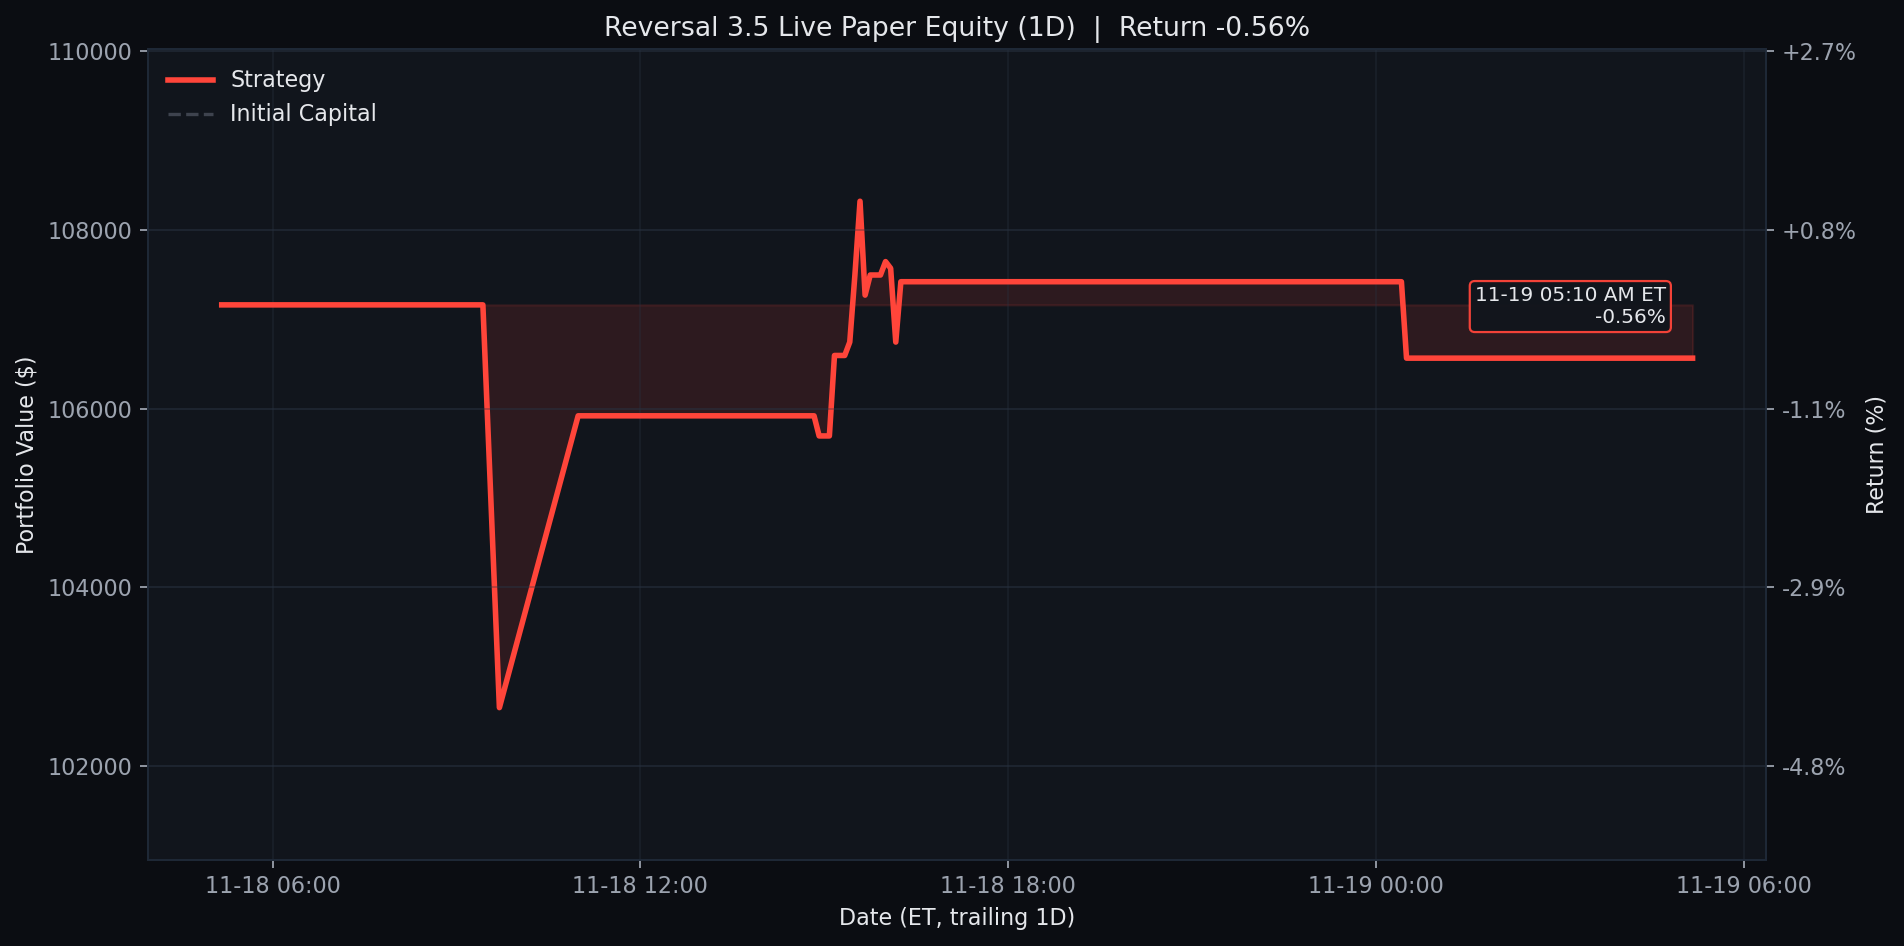 Reversal 3.5 Live Paper Equity (1D)  |  Return -0.56%
Strategy
Initial Capital
Portfolio Value ($)
110000
108000
106000
104000
102000
+2.7%
+0.8%
-1.1%
-2.9%
-4.8%
Return (%)
11-19 05:10 AM ET
-0.56%
11-18 06:00
11-18 12:00
11-18 18:00
11-19 00:00
11-19 06:00
Date (ET, trailing 1D)